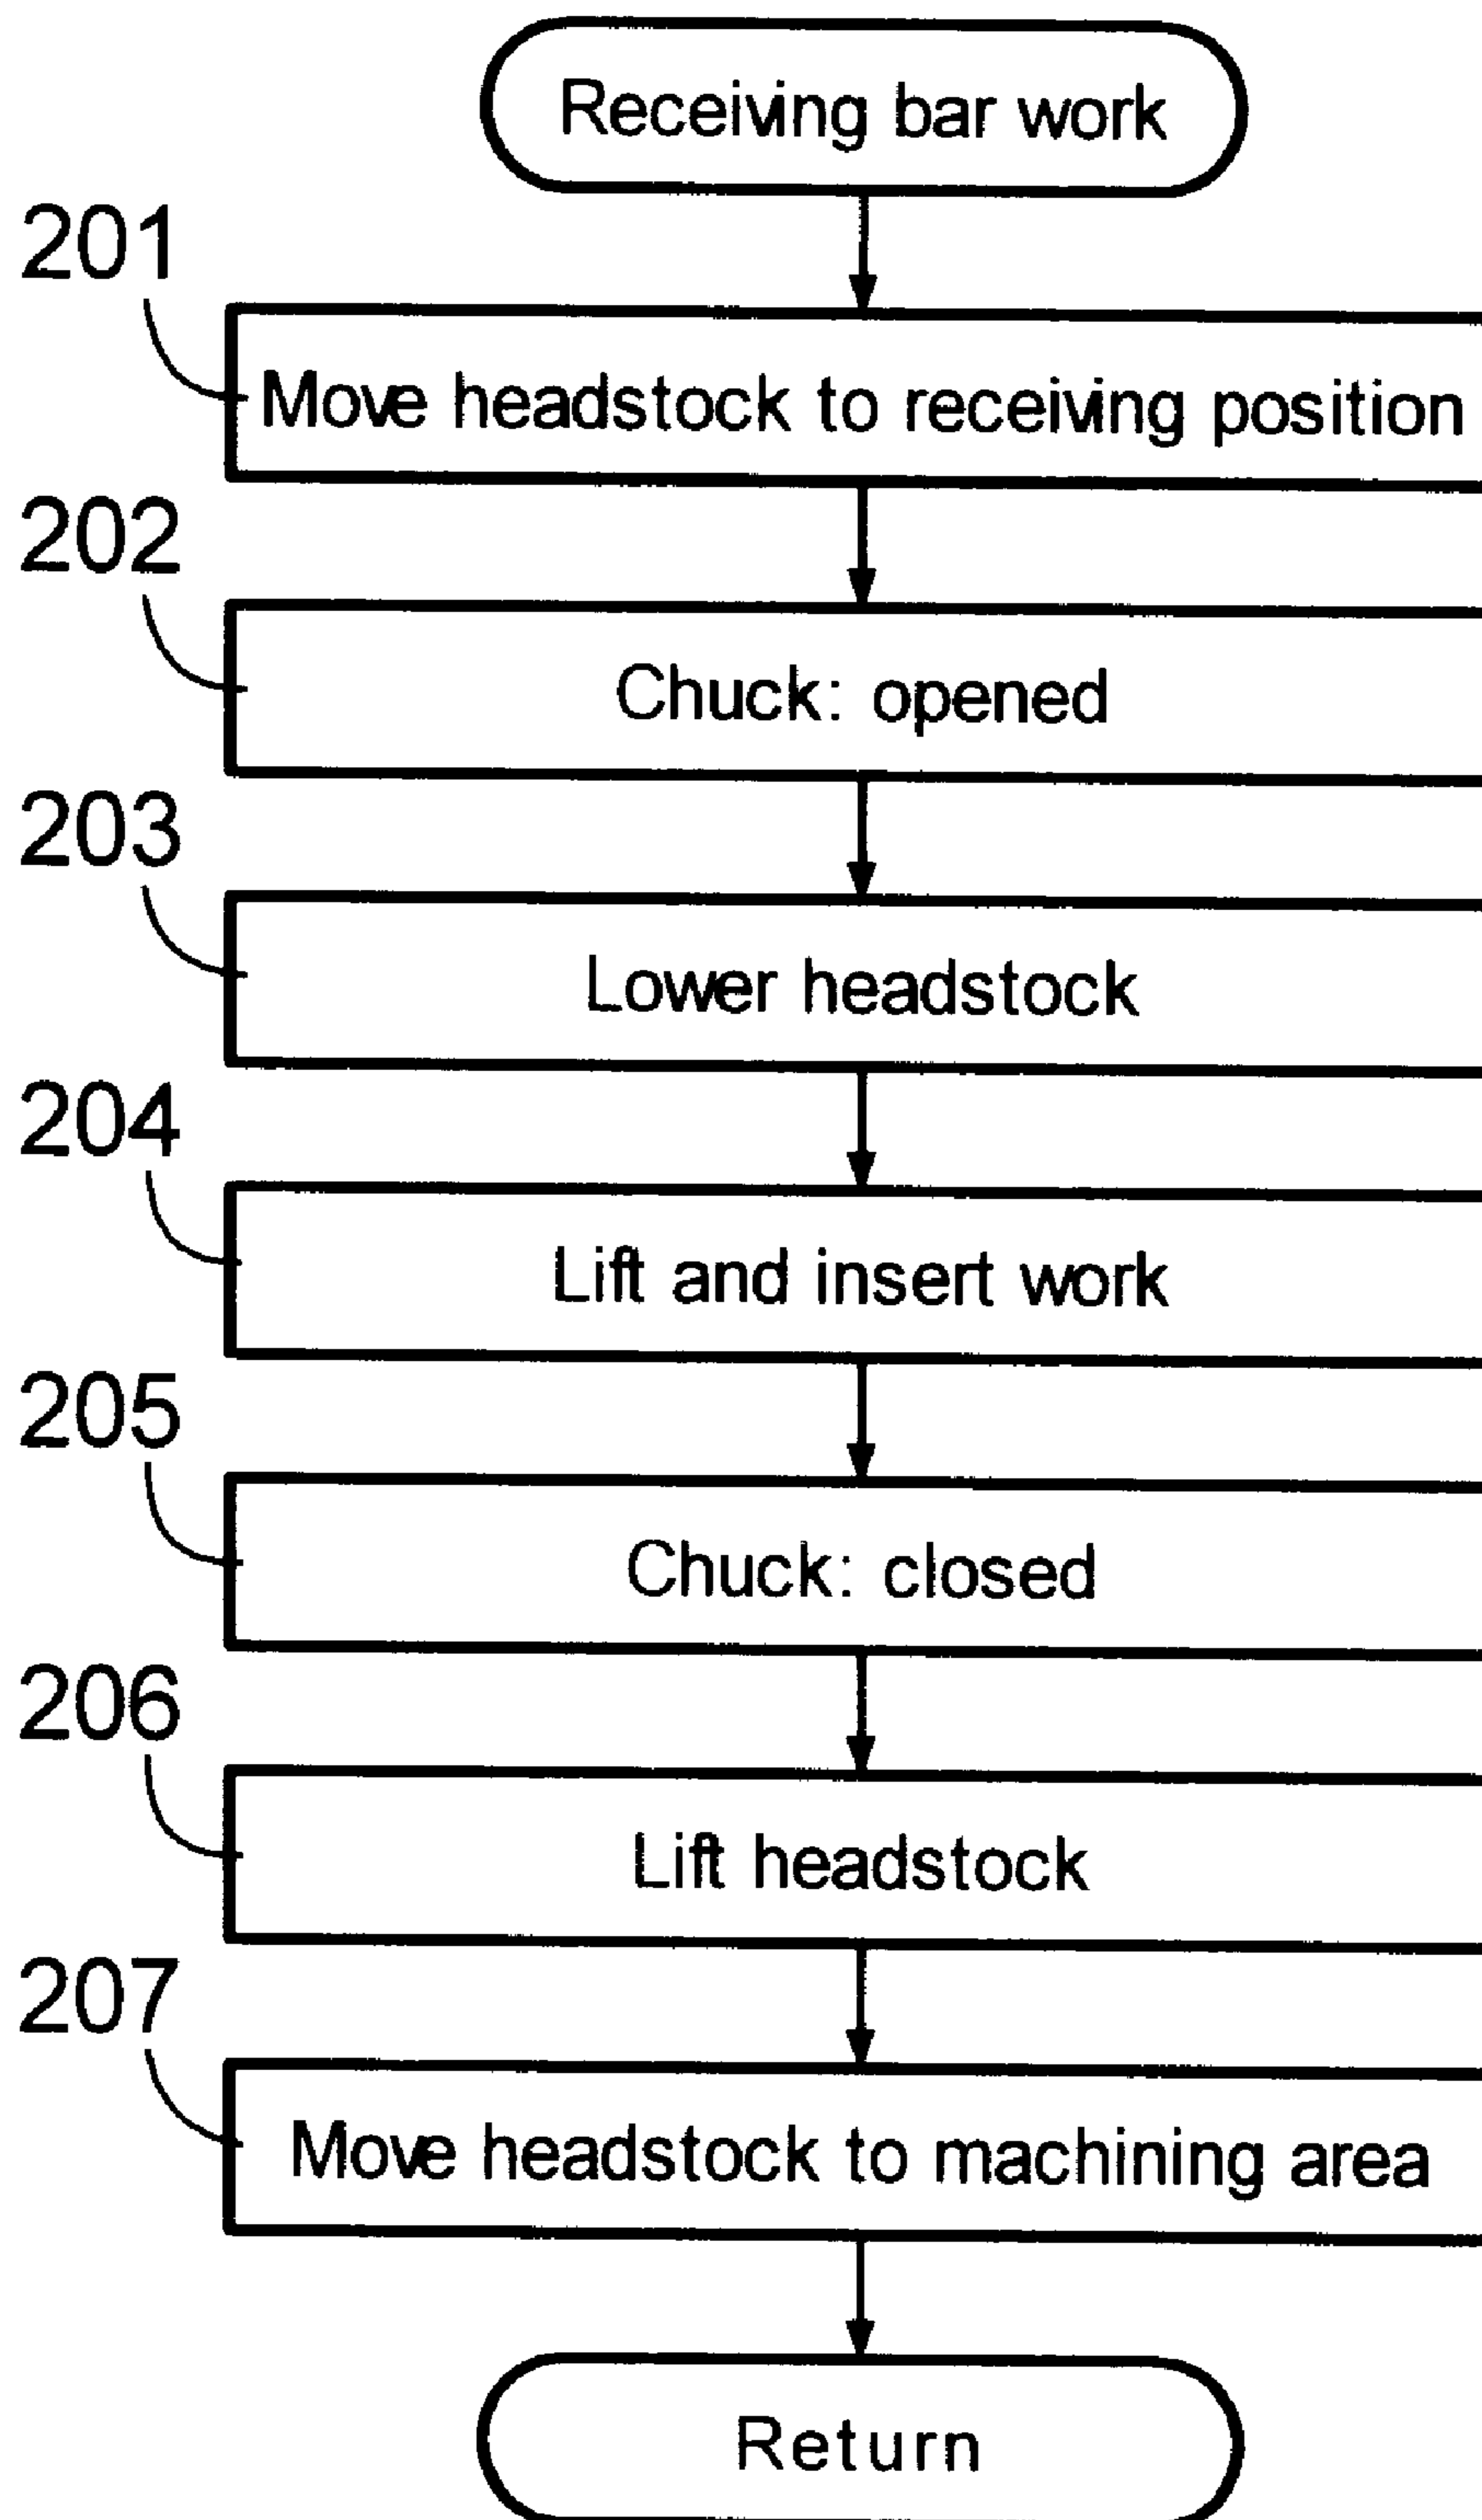 Receiving bar work
201
Move headstock to receiving position
202
Chuck: opened
203
Lower headstock
204
Lift and insert work
205
Chuck: closed
206
Lift headstock
207
Move headstock to machining area
Return